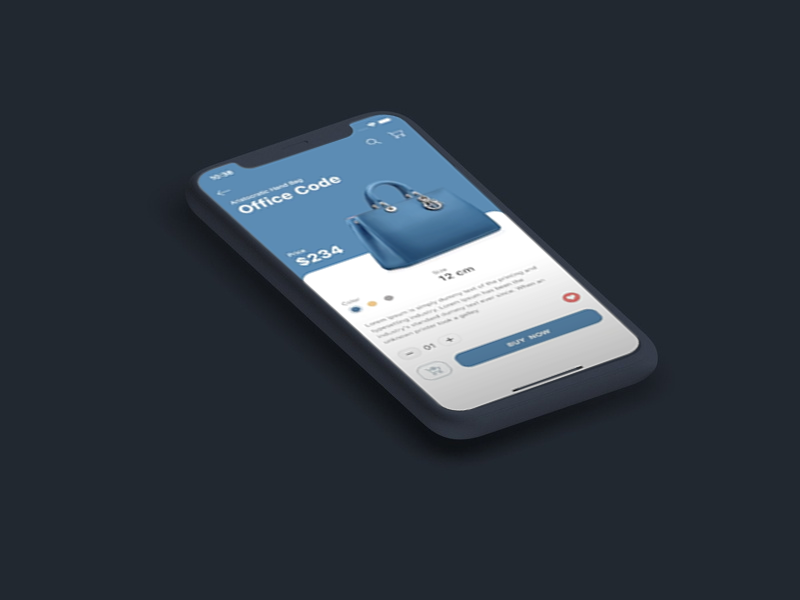 10:38
Aristocratic Hand Bag
Office Code
Price
$234
Color
Size
12 cm
Lorem Ipsum is simply dummy text of the printing and
typesetting industry. Lorem Ipsum has been the
industry's standard dummy text ever since. When an
unknown printer took a galley.
01
BUY NOW